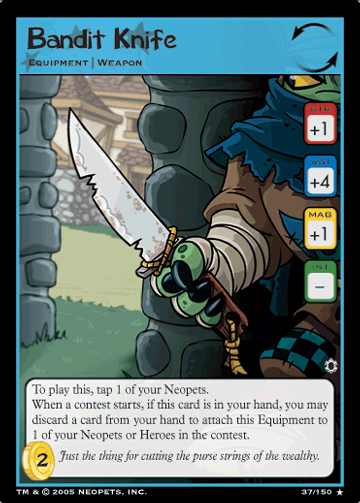 Bandit Knife
Equipment | Weapon
STR
+1
AGI
+4
MAG
+1
INT
–
To play this, tap 1 of your Neopets.
When a contest starts, if this card is in your hand, you may
discard a card from your hand to attach this Equipment to
1 of your Neopets or Heroes in the contest.
2
Just the thing for cutting the purse strings of the wealthy.
TM & © 2005 NEOPETS, INC.
37/150 ★